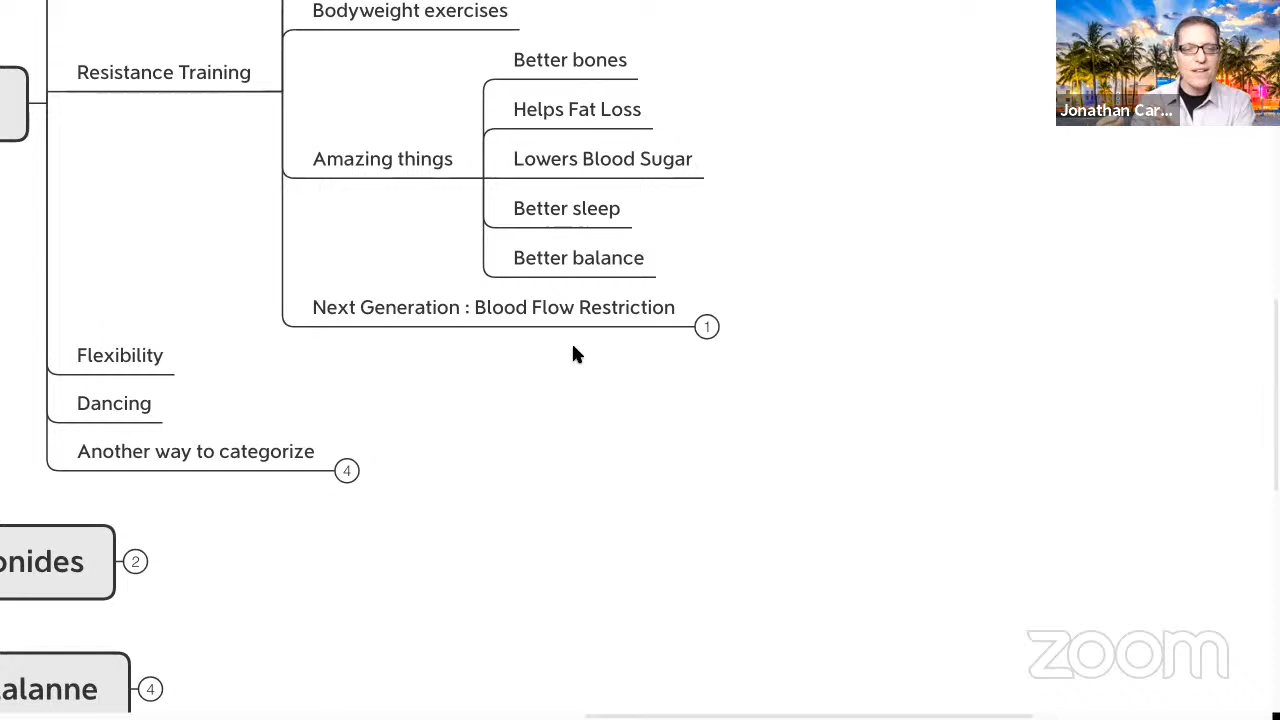 Bodyweight exercises
Resistance Training
Better bones
Helps Fat Loss
Amazing things
Lowers Blood Sugar
Better sleep
Better balance
Next Generation : Blood Flow Restriction
1
Flexibility
Dancing
Another way to categorize
4
onides
2
alanne
4
Jonathan Car...
zoom